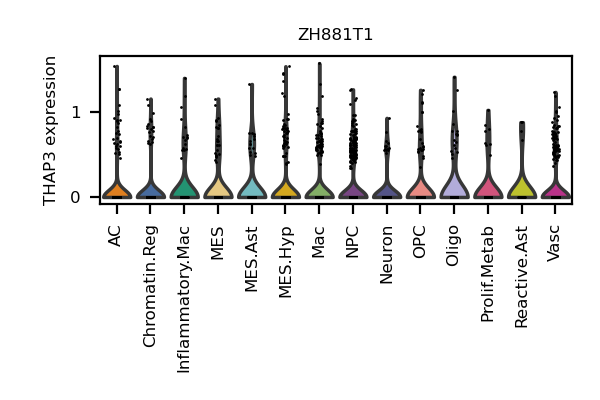 ZH881T1
THAP3 expression
1
0
AC
Chromatin.Reg
Inflammatory.Mac
MES
MES.Ast
MES.Hyp
Mac
NPC
Neuron
OPC
Oligo
Prolif.Metab
Reactive.Ast
Vasc